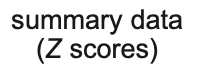 summary data
(Z scores)